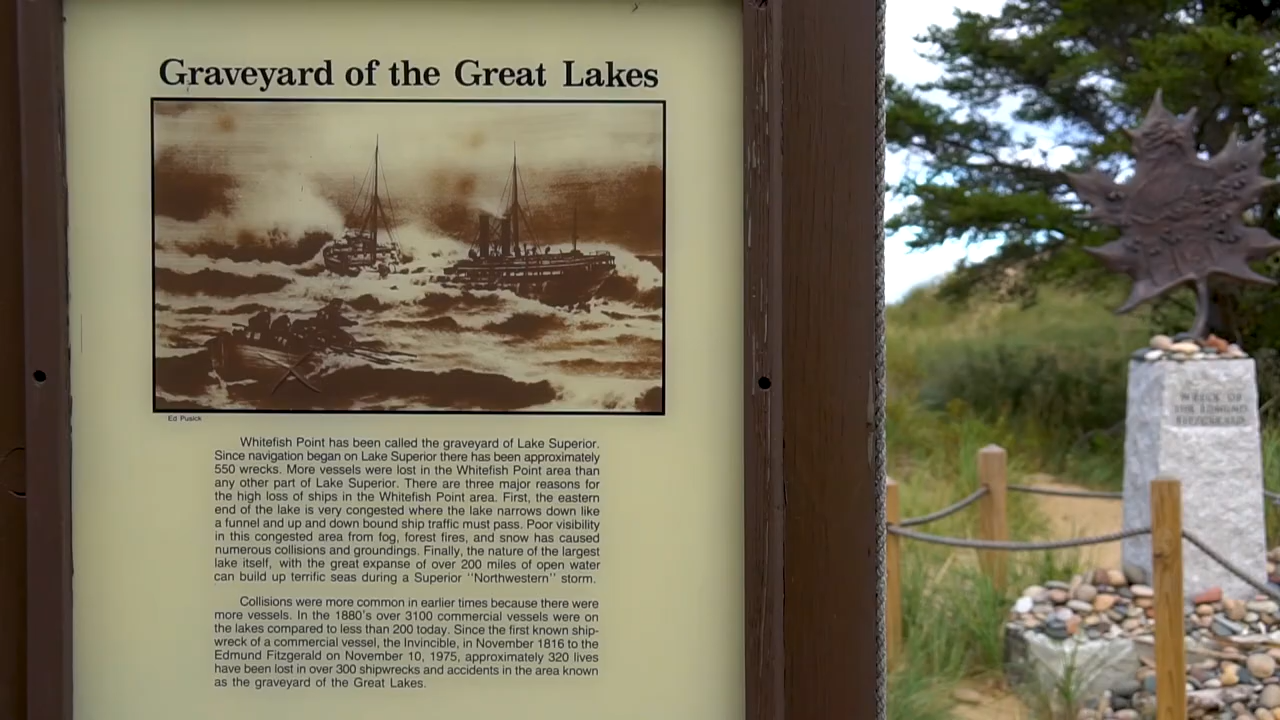 Graveyard of the Great Lakes
Ed Pusick
Whitefish Point has been called the graveyard of Lake Superior.
Since navigation began on Lake Superior there has been approximately
550 wrecks. More vessels were lost in the Whitefish Point area than
any other part of Lake Superior. There are three major reasons for
the high loss of ships in the Whitefish Point area. First, the eastern
end of the lake is very congested where the lake narrows down like
a funnel and up and down bound ship traffic must pass. Poor visibility
in this congested area from fog, forest fires, and snow has caused
numerous collisions and groundings. Finally, the nature of the largest
lake itself, with the great expanse of over 200 miles of open water
can build up terrific seas during a Superior "Northwestern" storm.
Collisions were more common in earlier times because there were
more vessels. In the 1880's over 3100 commercial vessels were on
the lakes compared to less than 200 today. Since the first known ship-
wreck of a commercial vessel, the Invincible, in November 1816 to the
Edmund Fitzgerald on November 10, 1975, approximately 320 lives
have been lost in over 300 shipwrecks and accidents in the area known
as the graveyard of the Great Lakes.
WRECK OF
THE EDMUND
FITZGERALD